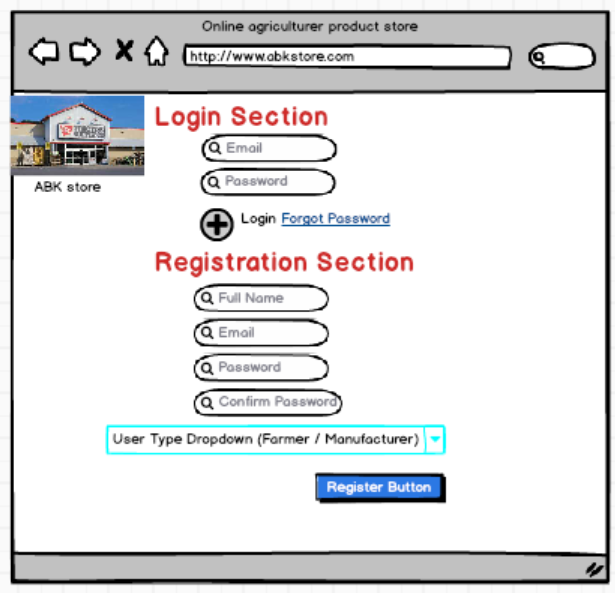 Online agriculturer product store
http://www.abkstore.com
Login Section
Email
Password
ABK store
Login Forgot Password
Registration Section
Full Name
Email
Password
Confirm Password
User Type Dropdown (Farmer / Manufacturer)
Register Button